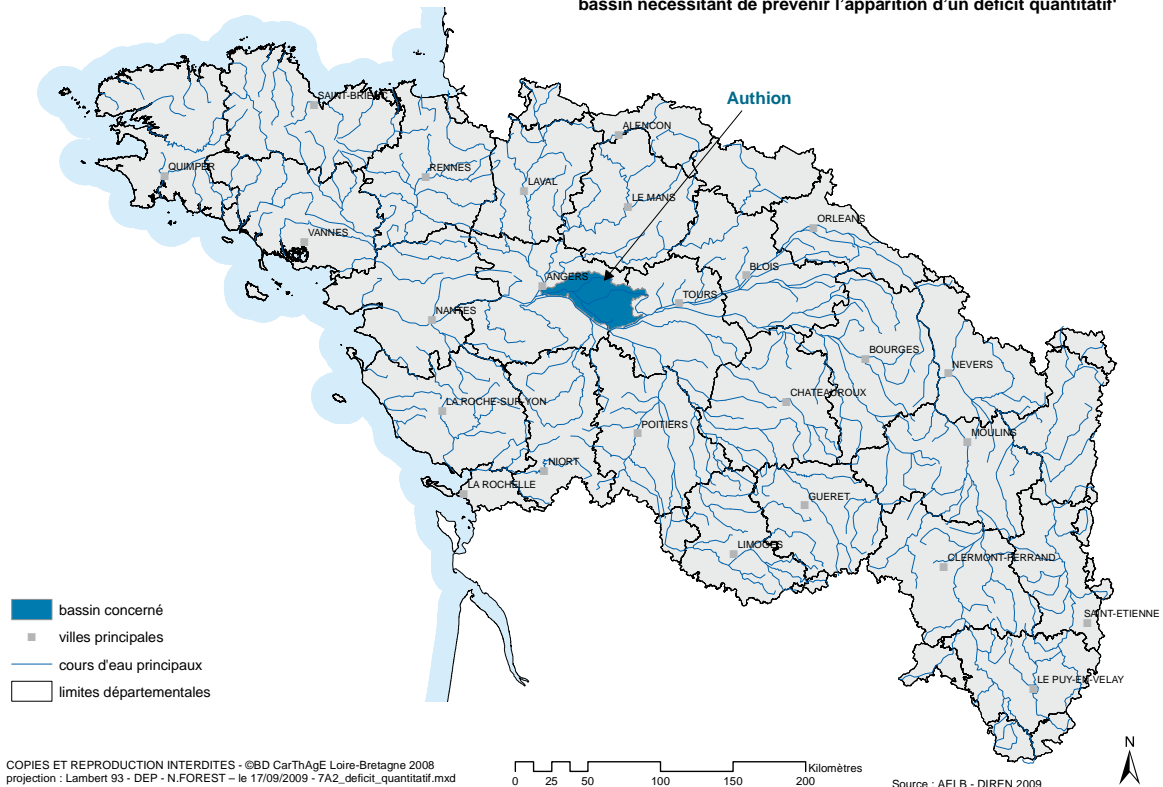 bassin nécessitant de prévenir l'apparition d'un déficit quantitatif
Authion
SAINT-BRIEUC
ALENCON
QUIMPER
RENNES
LAVAL
LE MANS
ORLEANS
VANNES
ANGERS
BLOIS
TOURS
NANTES
BOURGES
NEVERS
LA ROCHE-SUR-YON
CHATEAUROUX
POITIERS
MOULINS
NIORT
LA ROCHELLE
GUERET
LIMOGES
CLERMONT-FERRAND
SAINT-ETIENNE
LE PUY-EN-VELAY
bassin concerné
villes principales
cours d'eau principaux
limites départementales
COPIES ET REPRODUCTION INTERDITES - ©BD CarThAgE Loire-Bretagne 2008
projection : Lambert 93 - DEP - N.FOREST – le 17/09/2009 - 7A2_deficit_quantitatif.mxd
Kilomètres
0 25 50 100 150 200
Source : AELB - DIREN 2009
N